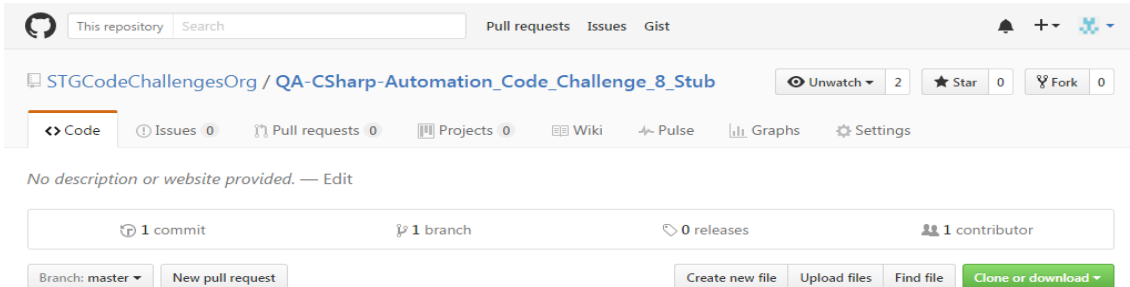 This repository Search Pull requests Issues Gist
STGCodeChallengesOrg / QA-CSharp-Automation_Code_Challenge_8_Stub Unwatch 2 Star 0 Fork 0
<> Code Issues 0 Pull requests 0 Projects 0 Wiki Pulse Graphs Settings
No description or website provided. — Edit
1 commit 1 branch 0 releases 1 contributor
Branch: master New pull request Create new file Upload files Find file Clone or download